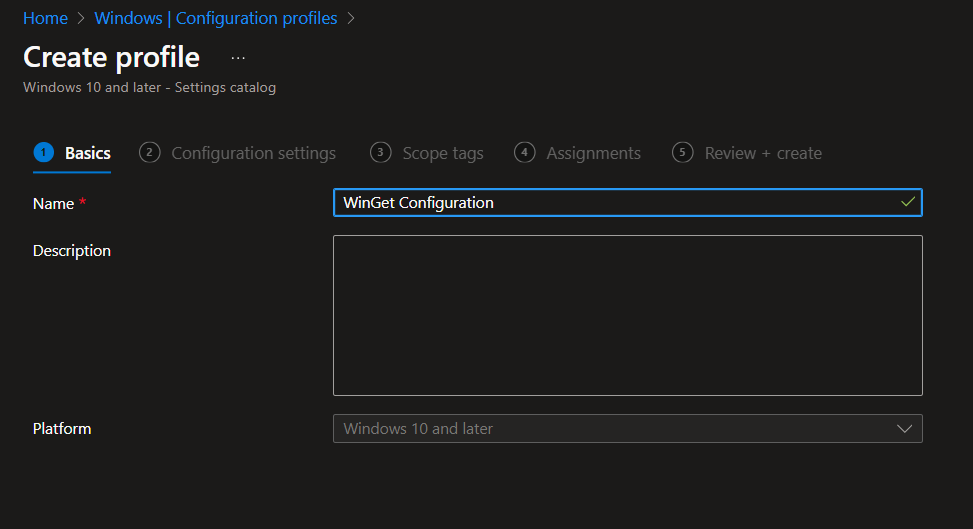 Home > Windows | Configuration profiles >
Create profile ...
Windows 10 and later - Settings catalog
1 Basics 2 Configuration settings 3 Scope tags 4 Assignments 5 Review + create
Name * WinGet Configuration
Description
Platform Windows 10 and later